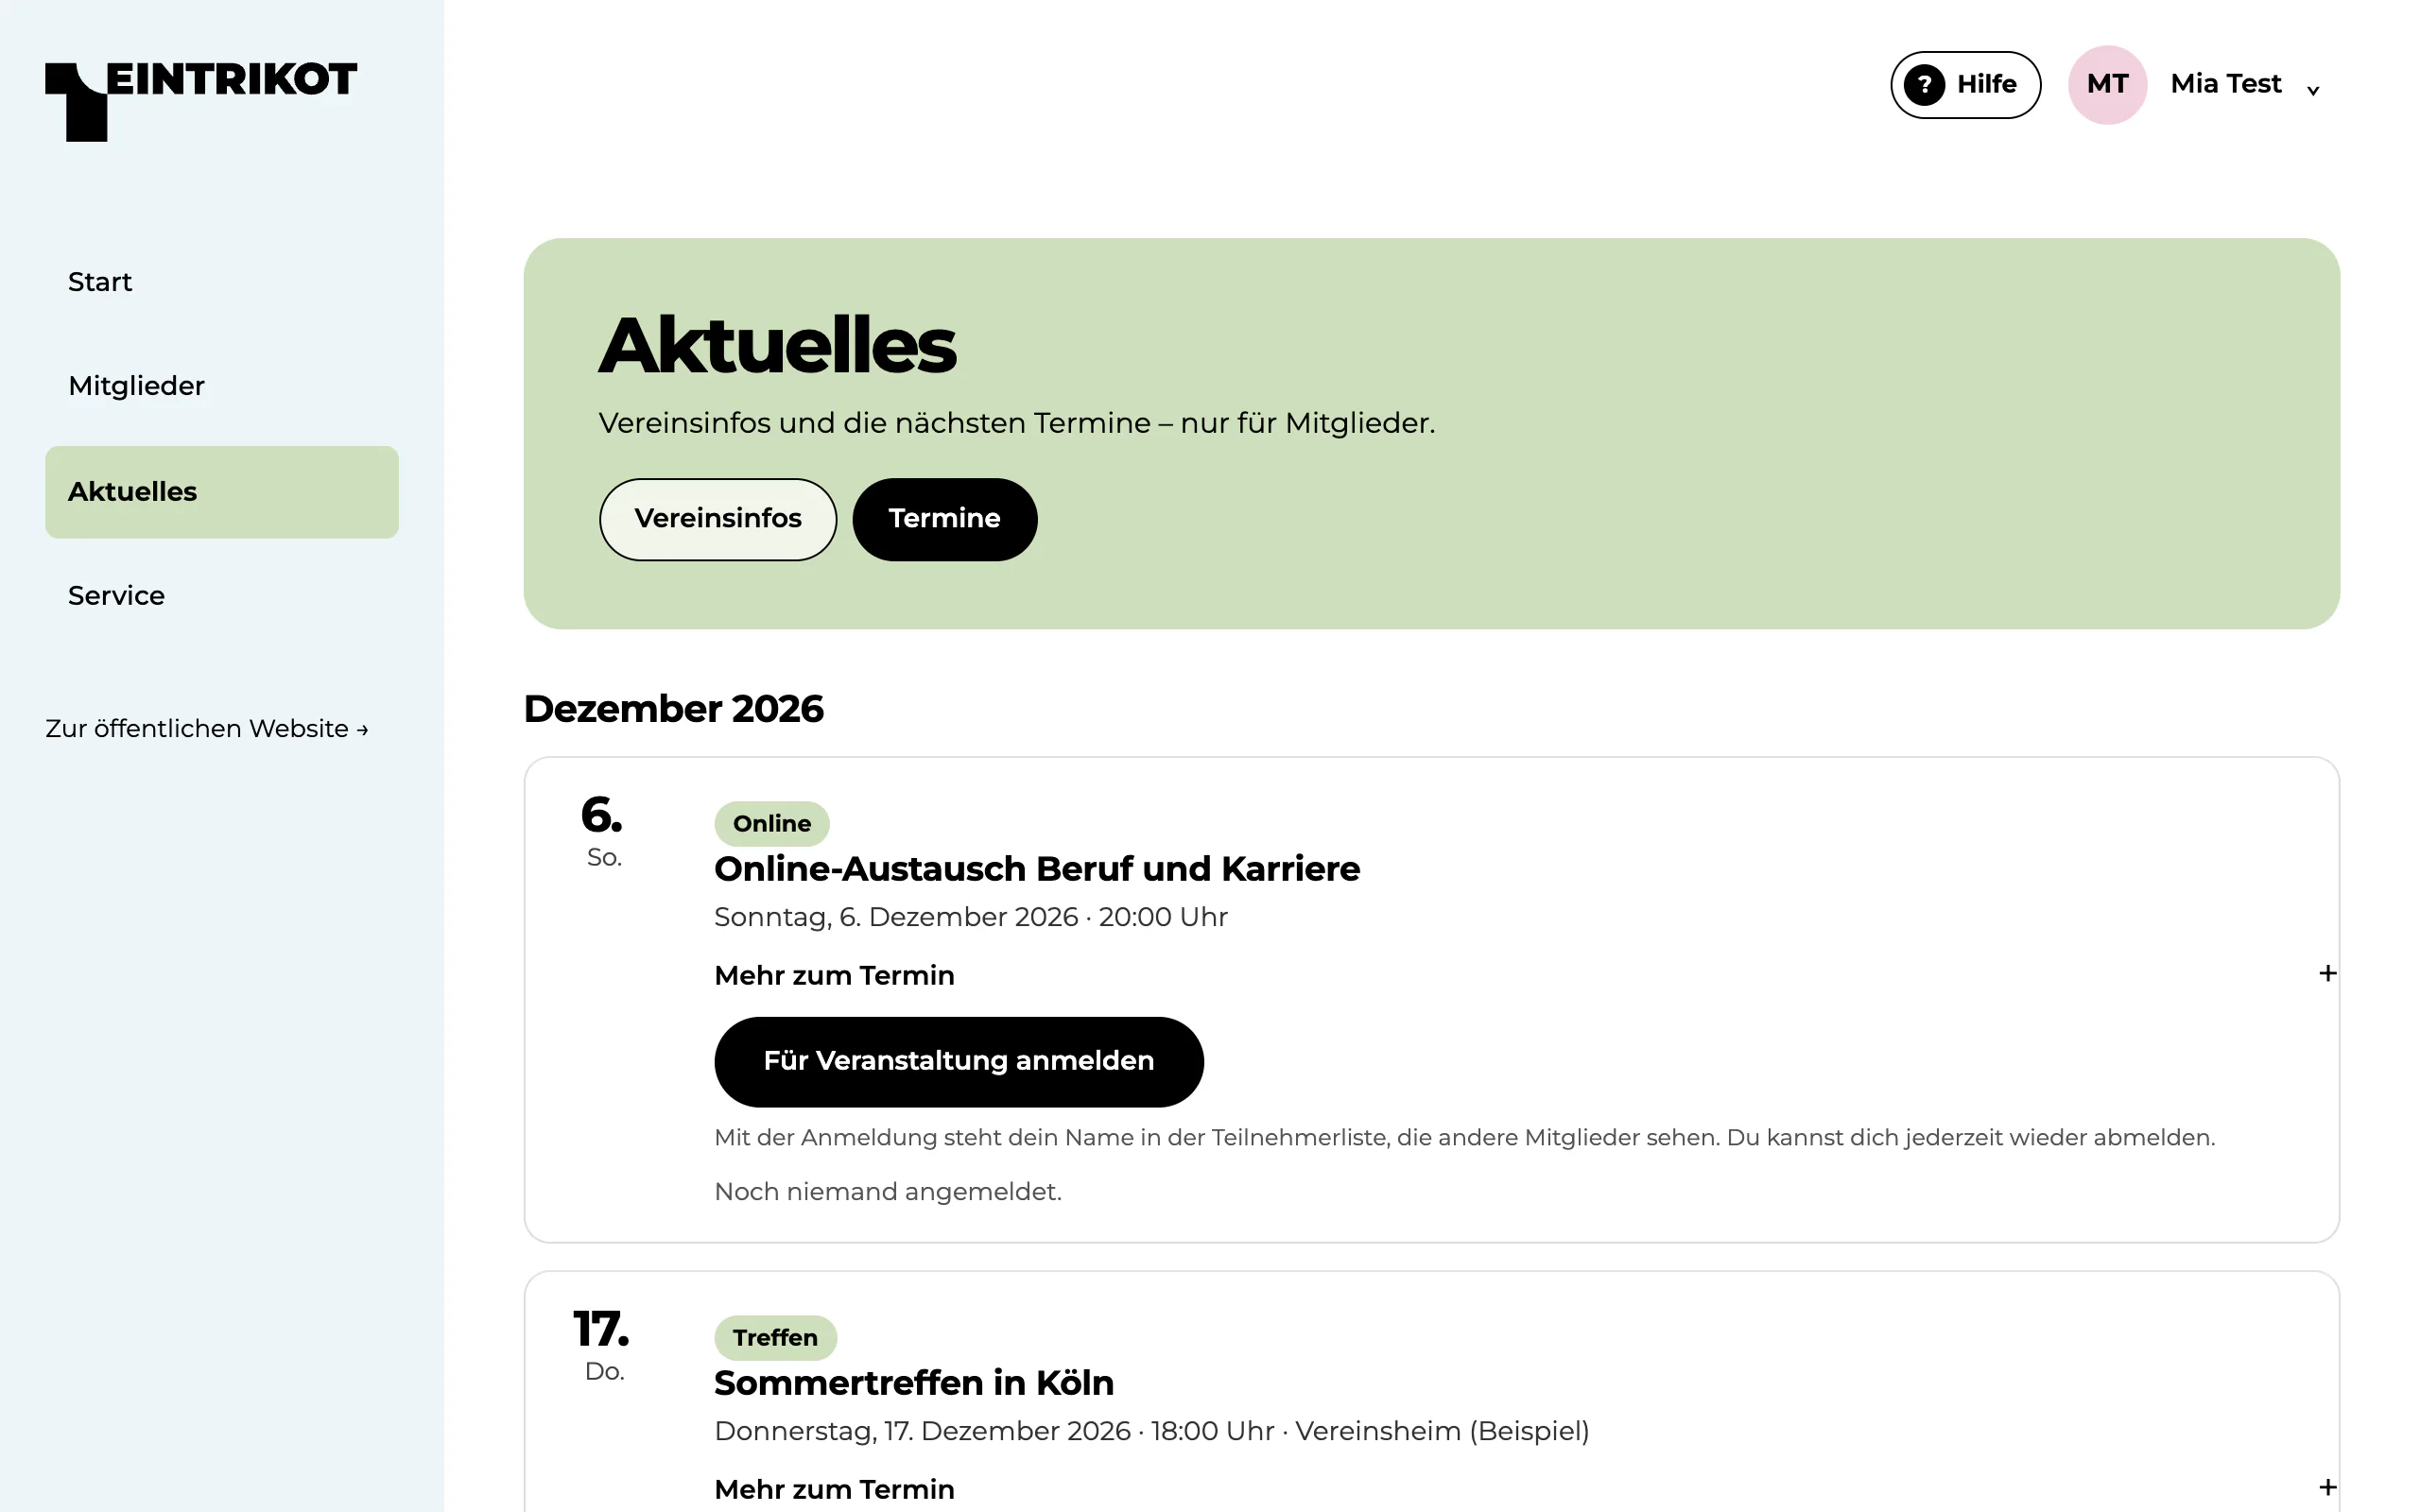 EINTRIKOT
? Hilfe
MT
Mia Test
Start
Mitglieder
Aktuelles
Service
Zur öffentlichen Website →
Aktuelles
Vereinsinfos und die nächsten Termine – nur für Mitglieder.
Vereinsinfos
Termine
Dezember 2026
6.
So.
Online
Online-Austausch Beruf und Karriere
Sonntag, 6. Dezember 2026 · 20:00 Uhr
Mehr zum Termin +
Für Veranstaltung anmelden
Mit der Anmeldung steht dein Name in der Teilnehmerliste, die andere Mitglieder sehen. Du kannst dich jederzeit wieder abmelden.
Noch niemand angemeldet.
17.
Do.
Treffen
Sommertreffen in Köln
Donnerstag, 17. Dezember 2026 · 18:00 Uhr · Vereinsheim (Beispiel)
Mehr zum Termin +